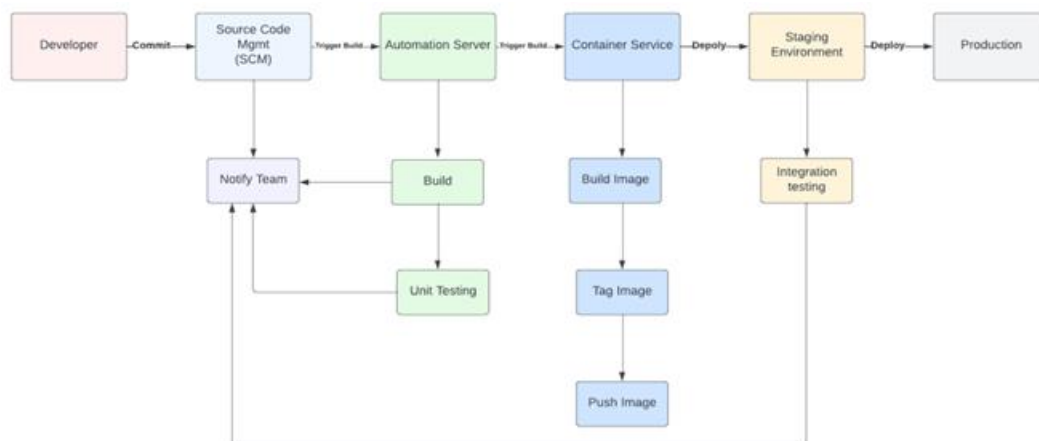 Developer
Commit
Source Code
Mgmt
(SCM)
Trigger Build
Automation Server
Trigger Build
Container Service
Depoly
Staging
Environment
Deploy
Production
Notify Team
Build
Build Image
Integration
testing
Unit Testing
Tag Image
Push Image